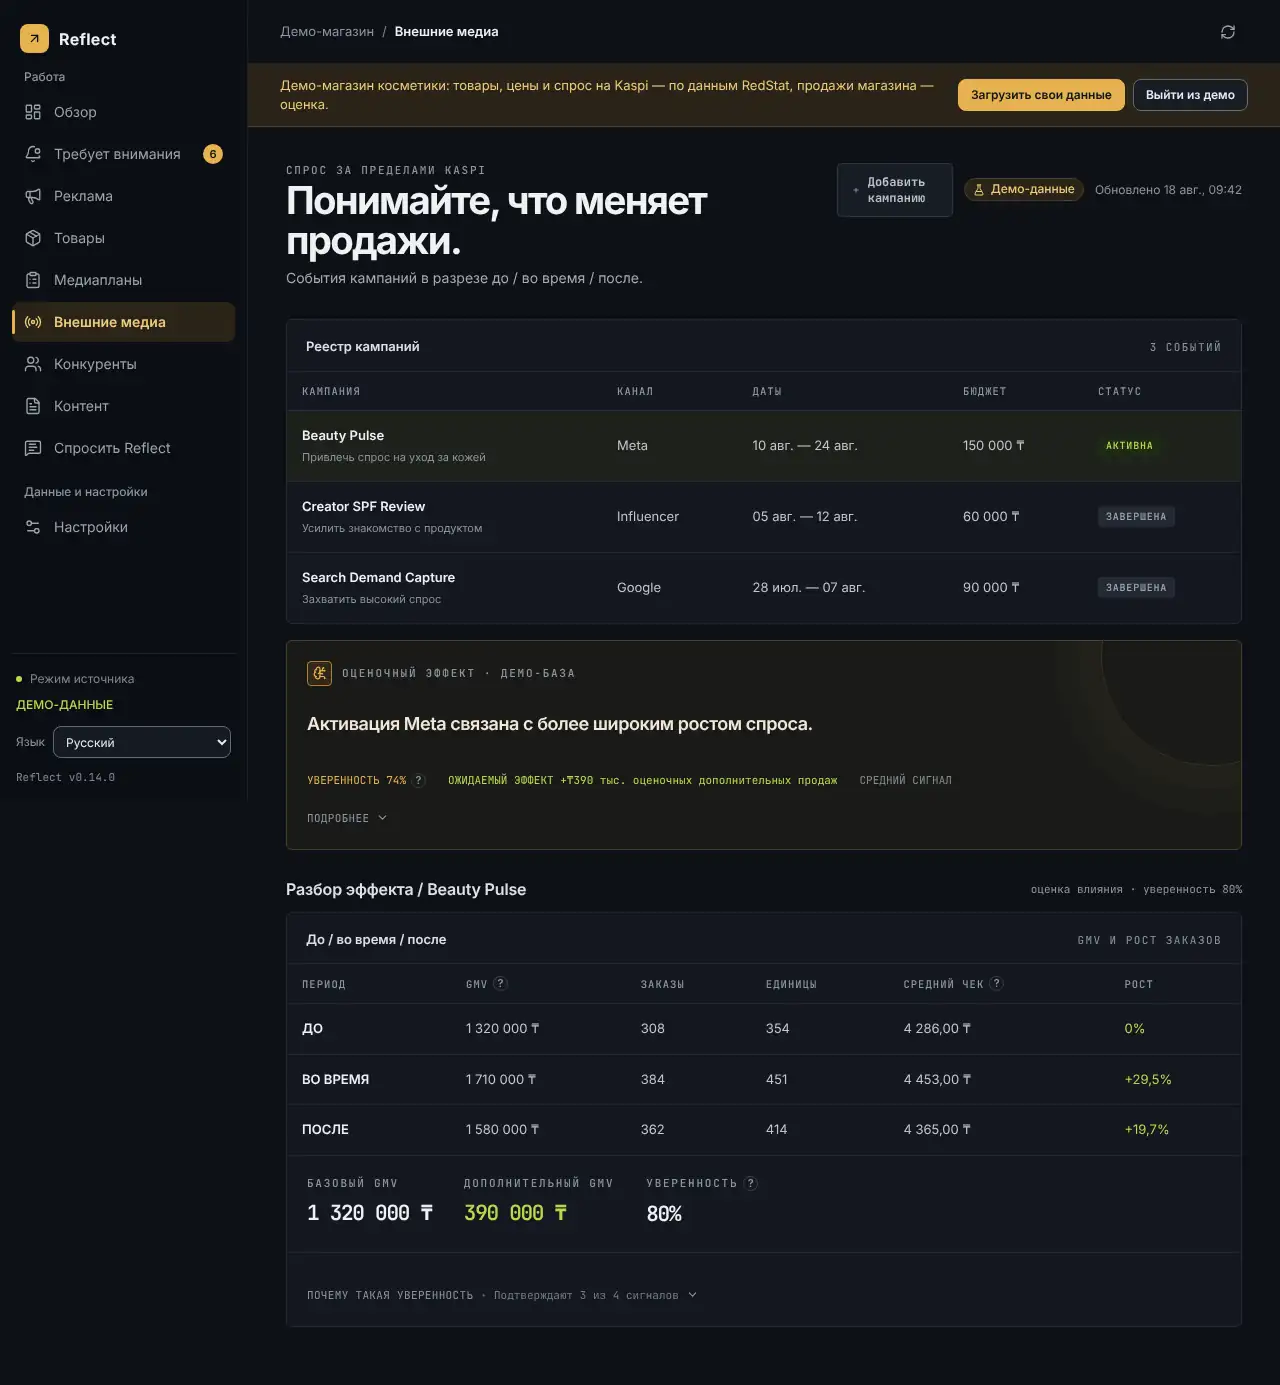 Reflect
Работа
Обзор
Требует внимания 6
Реклама
Товары
Медиапланы
Внешние медиа
Конкуренты
Контент
Спросить Reflect
Данные и настройки
Настройки
Режим источника
ДЕМО-ДАННЫЕ
Язык Русский
Reflect v0.14.0
Демо-магазин / Внешние медиа
Демо-магазин косметики: товары, цены и спрос на Kaspi — по данным RedStat, продажи магазина —
оценка.
Загрузить свои данные
Выйти из демо
СПРОС ЗА ПРЕДЕЛАМИ KASPI
Понимайте, что меняет
продажи.
События кампаний в разрезе до / во время / после.
+ Добавить
кампанию
Демо-данные
Обновлено 18 авг., 09:42
Реестр кампаний 3 СОБЫТИЙ
КАМПАНИЯ КАНАЛ ДАТЫ БЮДЖЕТ СТАТУС
Beauty Pulse
Привлечь спрос на уход за кожей
Meta 10 авг. — 24 авг. 150 000 ₸ АКТИВНА
Creator SPF Review
Усилить знакомство с продуктом
Influencer 05 авг. — 12 авг. 60 000 ₸ ЗАВЕРШЕНА
Search Demand Capture
Захватить высокий спрос
Google 28 июл. — 07 авг. 90 000 ₸ ЗАВЕРШЕНА
ОЦЕНОЧНЫЙ ЭФФЕКТ · ДЕМО-БАЗА
Активация Meta связана с более широким ростом спроса.
УВЕРЕННОСТЬ 74% ? ОЖИДАЕМЫЙ ЭФФЕКТ +₸390 тыс. оценочных дополнительных продаж СРЕДНИЙ СИГНАЛ
ПОДРОБНЕЕ
Разбор эффекта / Beauty Pulse оценка влияния · уверенность 80%
До / во время / после GMV И РОСТ ЗАКАЗОВ
ПЕРИОД GMV ? ЗАКАЗЫ ЕДИНИЦЫ СРЕДНИЙ ЧЕК ? РОСТ
ДО 1 320 000 ₸ 308 354 4 286,00 ₸ 0%
ВО ВРЕМЯ 1 710 000 ₸ 384 451 4 453,00 ₸ +29,5%
ПОСЛЕ 1 580 000 ₸ 362 414 4 365,00 ₸ +19,7%
БАЗОВЫЙ GMV ДОПОЛНИТЕЛЬНЫЙ GMV УВЕРЕННОСТЬ ?
1 320 000 ₸ 390 000 ₸ 80%
ПОЧЕМУ ТАКАЯ УВЕРЕННОСТЬ · Подтверждают 3 из 4 сигналов